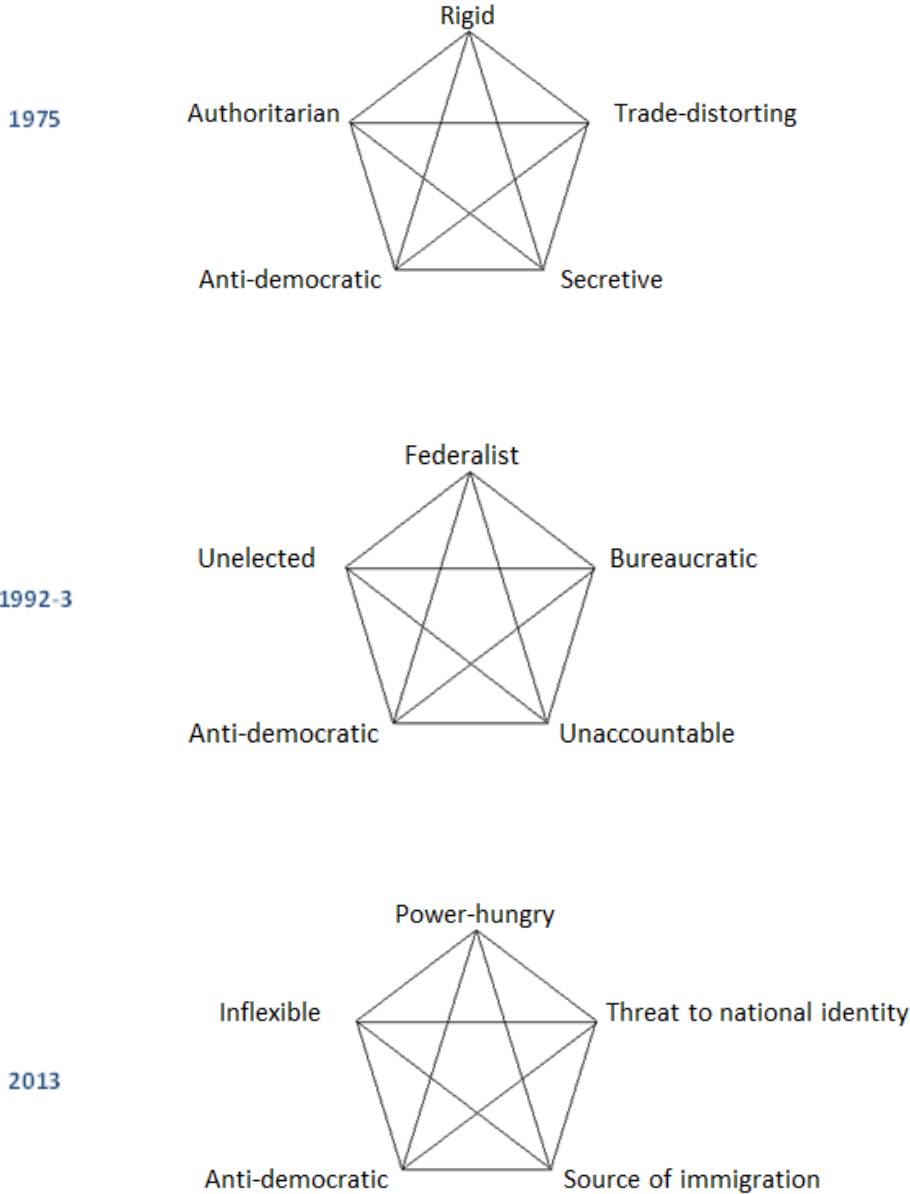 Rigid
1975
Authoritarian
Trade-distorting
Anti-democratic
Secretive
Federalist
Unelected
Bureaucratic
1992-3
Anti-democratic
Unaccountable
Power-hungry
Inflexible
Threat to national identity
2013
Anti-democratic
Source of immigration